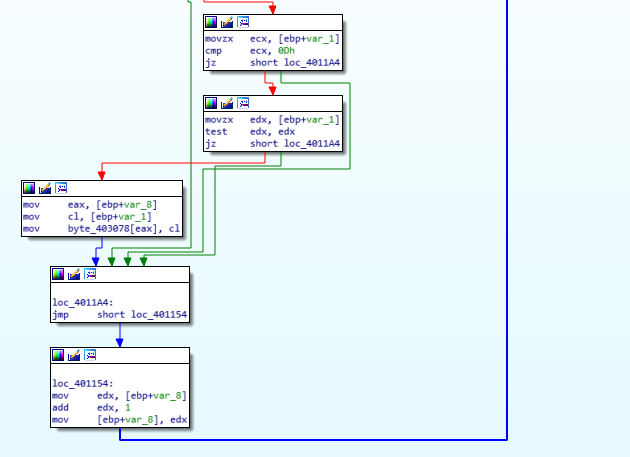 movzx ecx, [ebp+var_1]
cmp ecx, 0Dh
jz short loc_4011A4
movzx edx, [ebp+var_1]
test edx, edx
jz short loc_4011A4
mov eax, [ebp+var_8]
mov cl, [ebp+var_1]
mov byte_403078[eax], cl
loc_4011A4:
jmp short loc_401154
loc_401154:
mov edx, [ebp+var_8]
add edx, 1
mov [ebp+var_8], edx